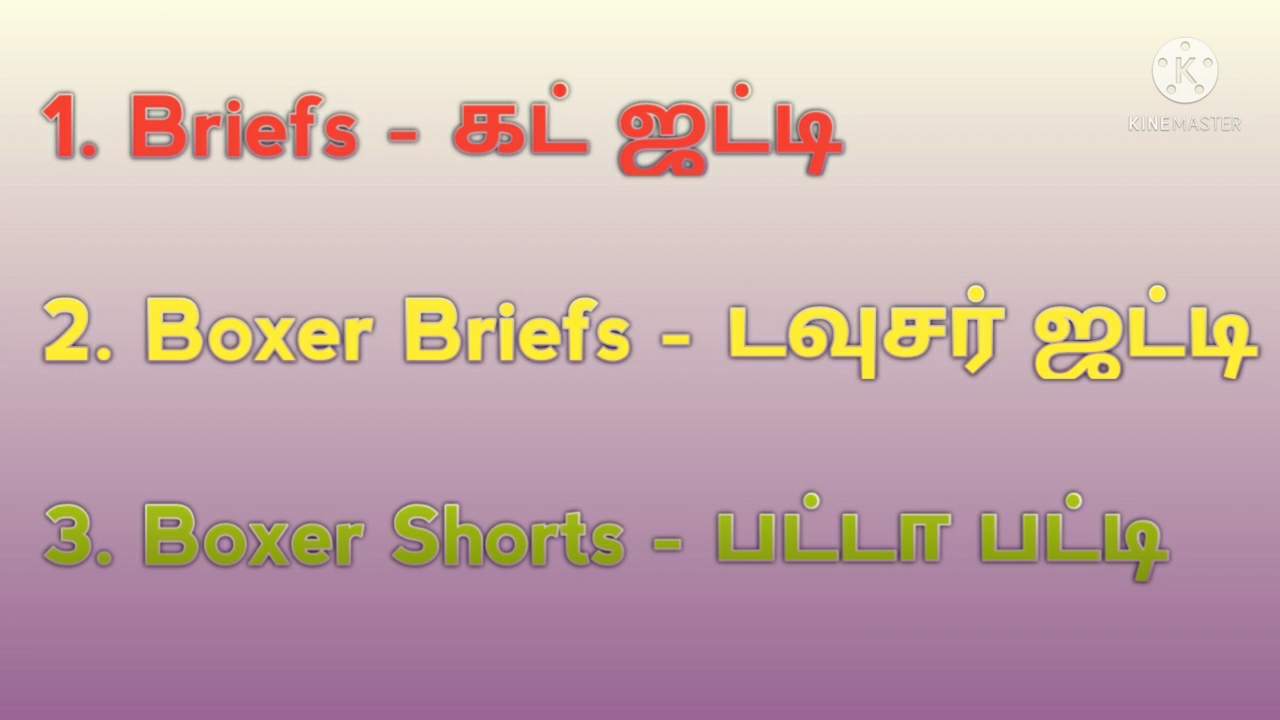 1. Briefs - கட் ஜட்டி
KINEMASTER
2. Boxer Briefs - டவுசர் ஜட்டி
3. Boxer Shorts - பட்டா பட்டி